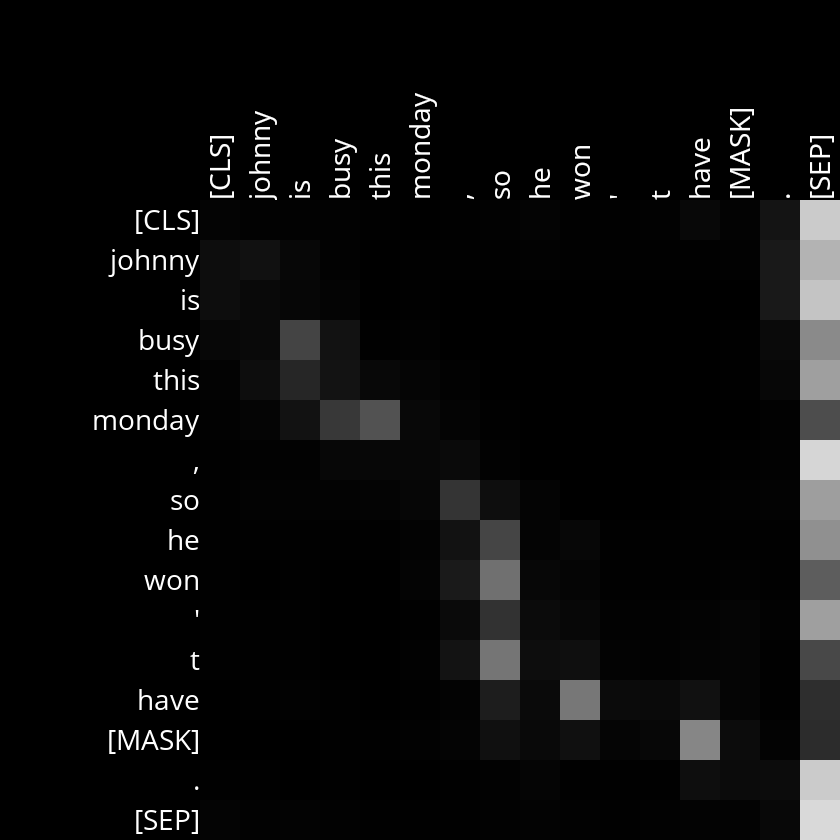 [CLS] johnny is busy this monday , so he won ' t have [MASK] . [SEP]
[CLS]
johnny
is
busy
this
monday
,
so
he
won
'
t
have
[MASK]
.
[SEP]